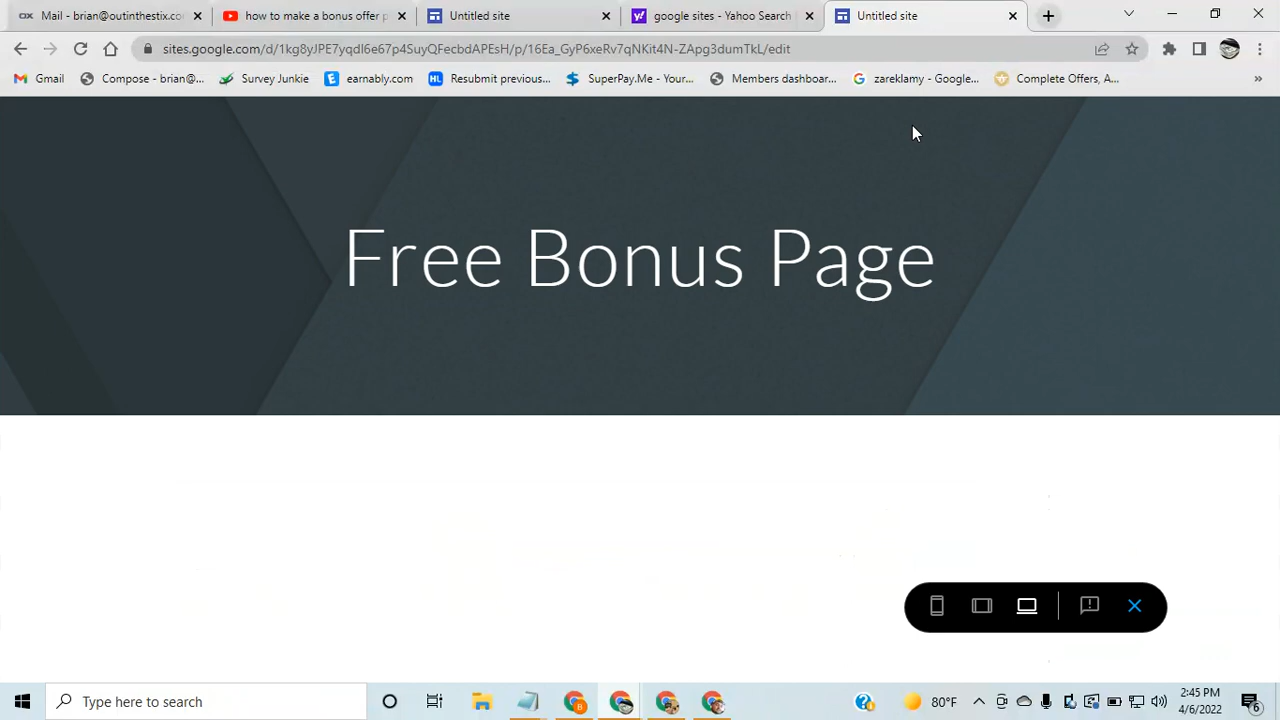 Mail - brian@outinthestix.co
how to make a bonus offer p
Untitled site
google sites - Yahoo Search
Untitled site
sites.google.com/d/1kg8yJPE7yqdl6e67p4SuyQFecbdAPEsH/p/16Ea_GyP6xeRv7qNKit4N-ZApg3dumTkL/edit
Gmail
Compose - brian@...
Survey Junkie
earnably.com
Resubmit previous...
SuperPay.Me - Your...
Members dashboar...
zareklamy - Google...
Complete Offers, A...
»
Free Bonus Page
Type here to search
80°F
2:45 PM
4/6/2022
6